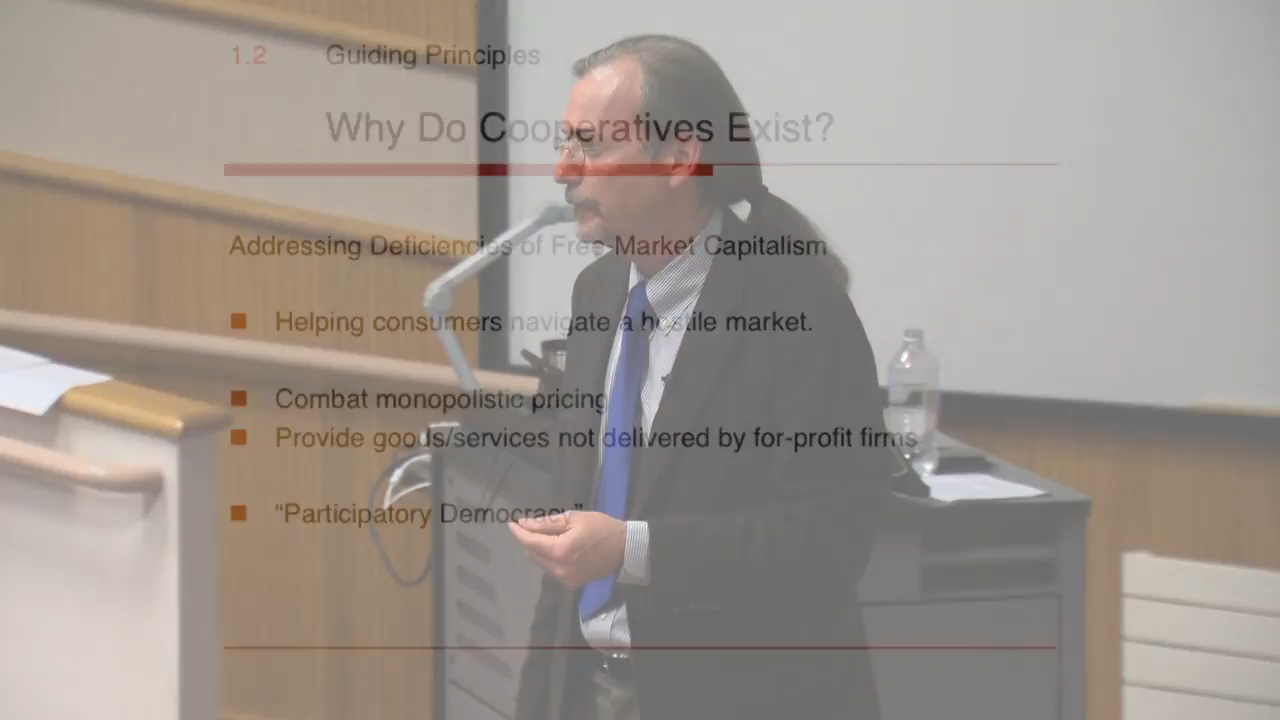 1.2 Guiding Principles
Why Do Cooperatives Exist?
Addressing Deficiencies of Free-Market Capitalism
Helping consumers navigate a hostile market.
Combat monopolistic pricing
Provide goods/services not delivered by for-profit firms
“Participatory Democracy”